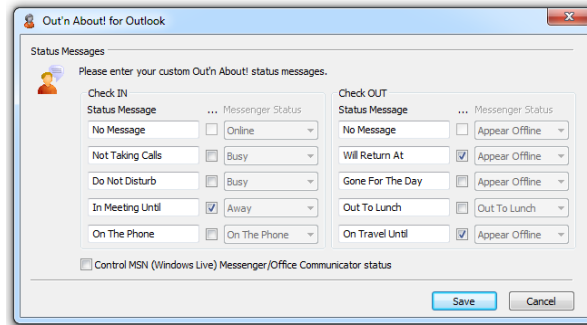 Out'n About! for Outlook
Status Messages
Please enter your custom Out'n About! status messages.
Check IN
Status Message ... Messenger Status
No Message Online
Not Taking Calls Busy
Do Not Disturb Busy
In Meeting Until Away
On The Phone On The Phone
Check OUT
Status Message ... Messenger Status
No Message Appear Offline
Will Return At Appear Offline
Gone For The Day Appear Offline
Out To Lunch Out To Lunch
On Travel Until Appear Offline
Control MSN (Windows Live) Messenger/Office Communicator status
Save Cancel